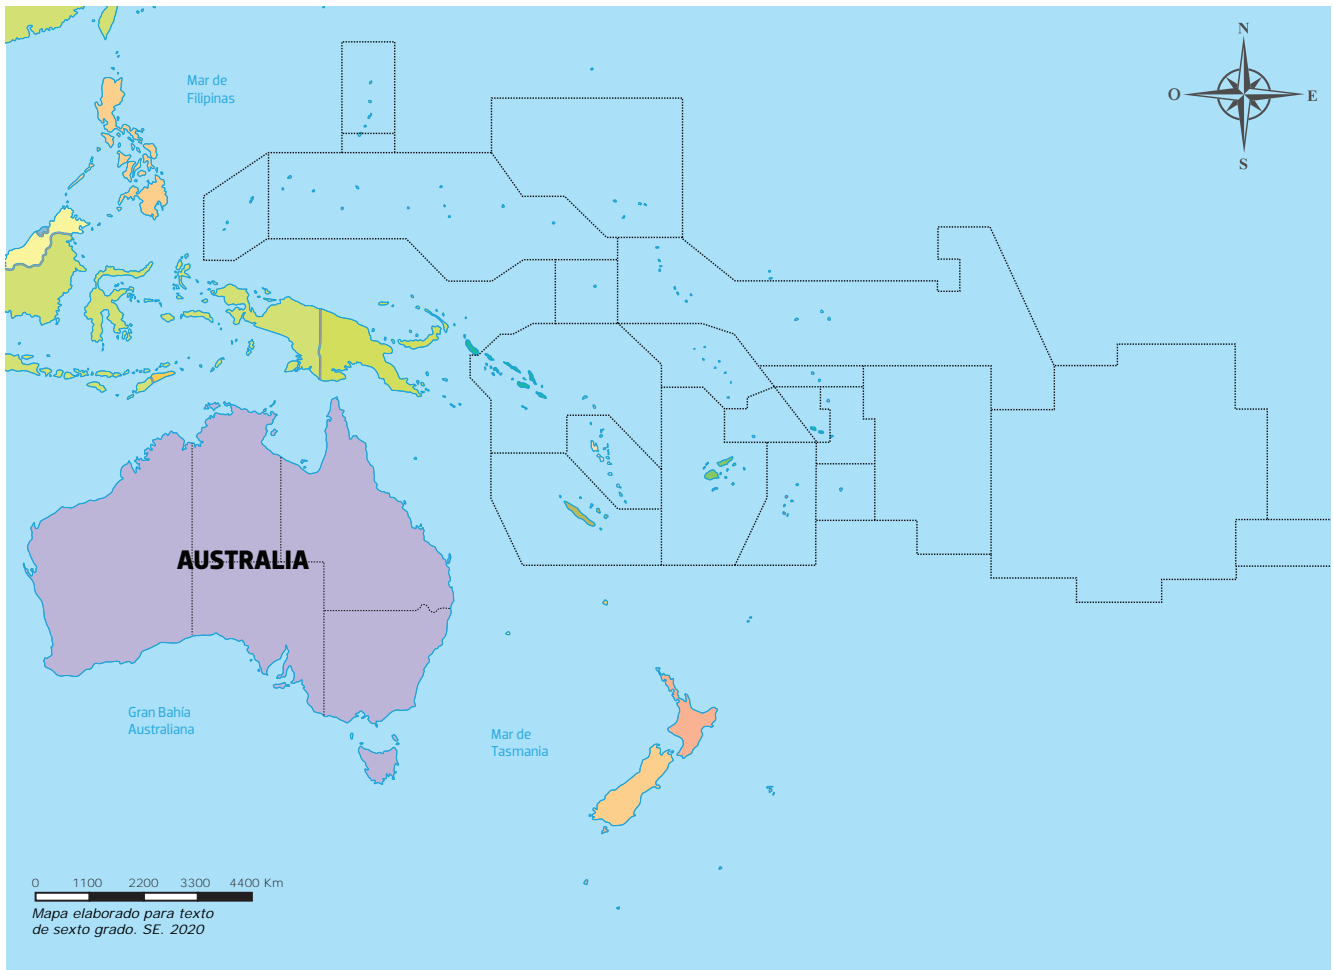 N
Mar de
Filipinas
O
E
S
AUSTRALIA
Gran Bahía
Australiana
Mar de
Tasmania
0 1100 2200 3300 4400 Km
Mapa elaborado para texto
de sexto grado. SE. 2020